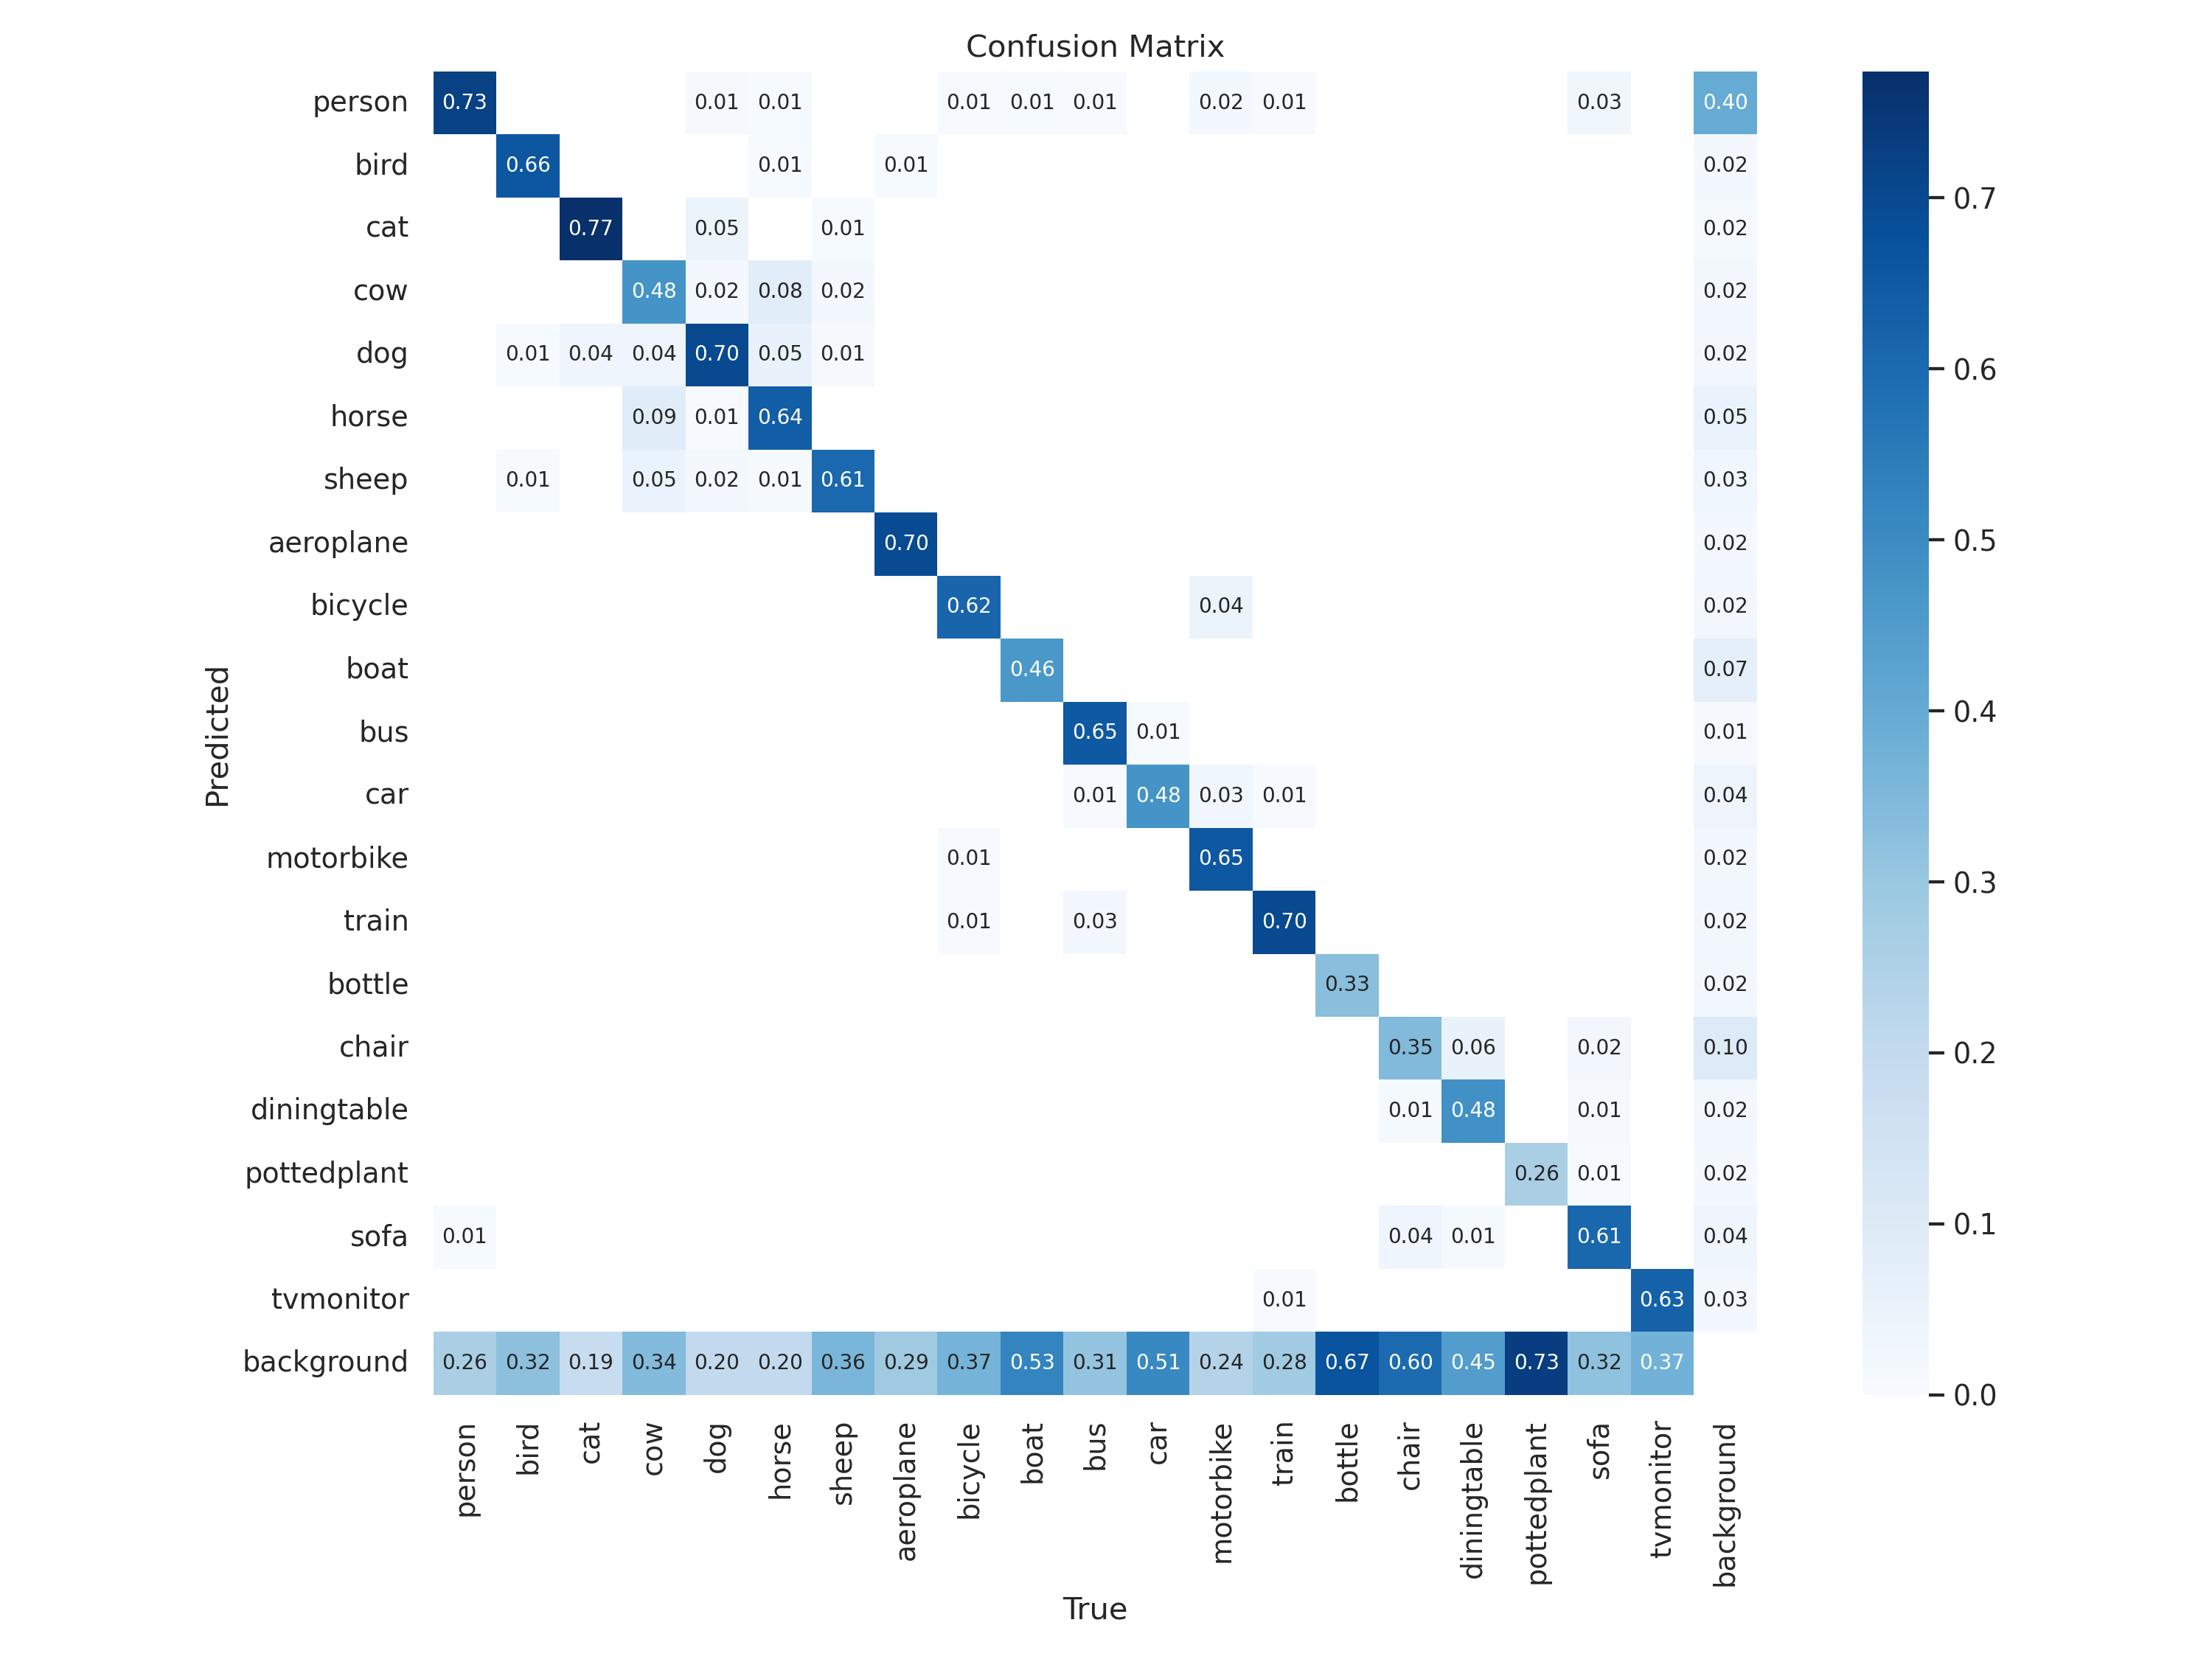 Confusion Matrix
person 0.73 0.01 0.01 0.01 0.01 0.01 0.02 0.01 0.03 0.40
bird 0.66 0.01 0.01 0.02
cat 0.77 0.05 0.01 0.02
cow 0.48 0.02 0.08 0.02 0.02
dog 0.01 0.04 0.04 0.70 0.05 0.01 0.02
horse 0.09 0.01 0.64 0.05
sheep 0.01 0.05 0.02 0.01 0.61 0.03
aeroplane 0.70 0.02
bicycle 0.62 0.04 0.02
boat 0.46 0.07
bus 0.65 0.01 0.01
car 0.01 0.48 0.03 0.01 0.04
motorbike 0.01 0.65 0.02
train 0.01 0.03 0.70 0.02
bottle 0.33 0.02
chair 0.35 0.06 0.02 0.10
diningtable 0.01 0.48 0.01 0.02
pottedplant 0.26 0.01 0.02
sofa 0.01 0.04 0.01 0.61 0.04
tvmonitor 0.01 0.63 0.03
background 0.26 0.32 0.19 0.34 0.20 0.20 0.36 0.29 0.37 0.53 0.31 0.51 0.24 0.28 0.67 0.60 0.45 0.73 0.32 0.37
person bird cat cow dog horse sheep aeroplane bicycle boat bus car motorbike train bottle chair diningtable pottedplant sofa tvmonitor background
True
Predicted
0.7
0.6
0.5
0.4
0.3
0.2
0.1
0.0